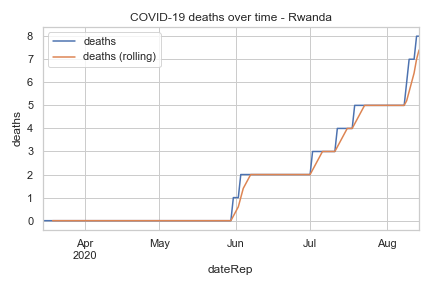 COVID-19 deaths over time - Rwanda
deaths
deaths (rolling)
8
7
6
5
4
3
2
1
0
deaths
Apr
2020
May
Jun
Jul
Aug
dateRep